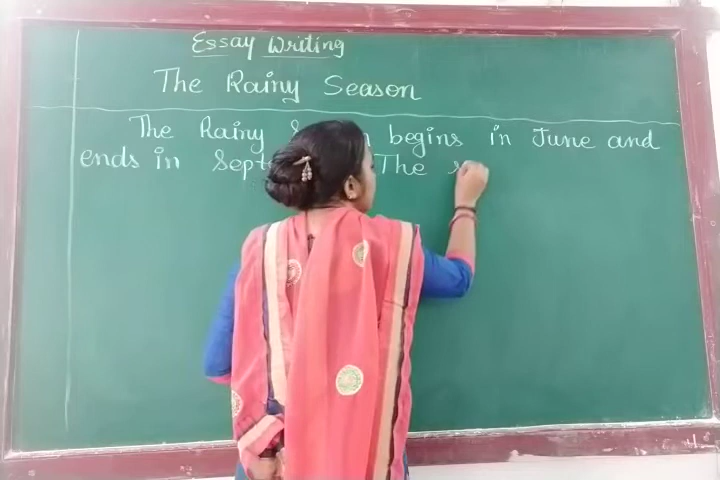 Essay Writing
The Rainy Season
The Rainy begins in June and
ends in The